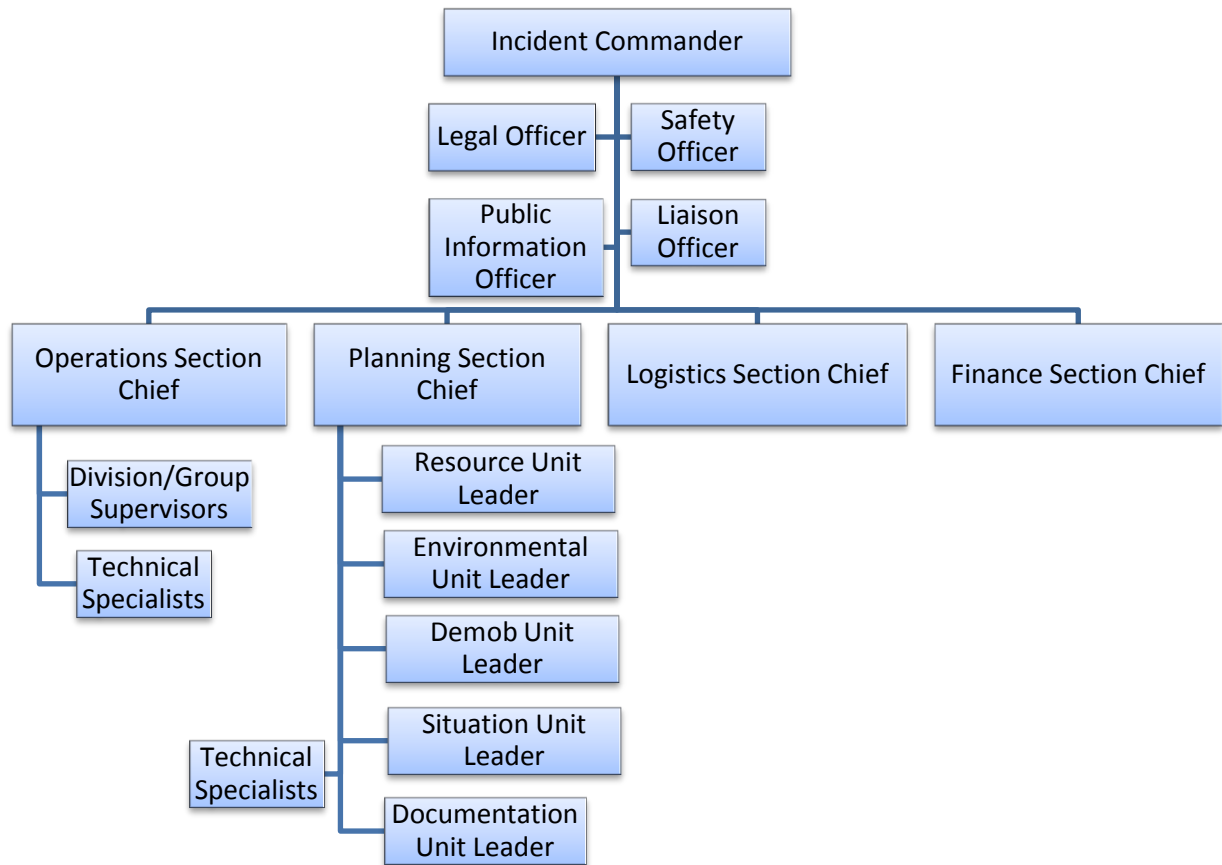 Incident Commander
Legal Officer
Safety
Officer
Public
Information
Officer
Liaison
Officer
Operations Section
Chief
Planning Section
Chief
Logistics Section Chief
Finance Section Chief
Division/Group
Supervisors
Technical
Specialists
Resource Unit
Leader
Environmental
Unit Leader
Demob Unit
Leader
Situation Unit
Leader
Technical
Specialists
Documentation
Unit Leader